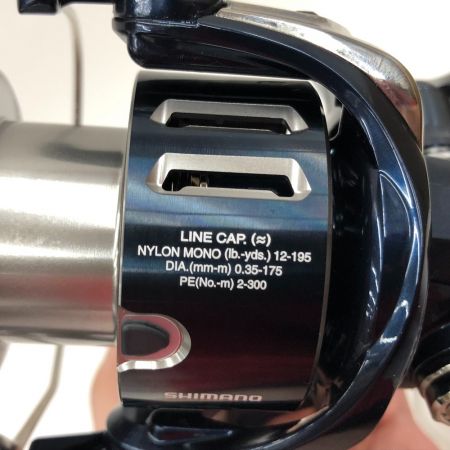 LINE CAP. (≈)
NYLON MONO (lb.-yds.) 12-195
DIA.(mm-m) 0.35-175
PE(No.-m) 2-300
SHIMANO